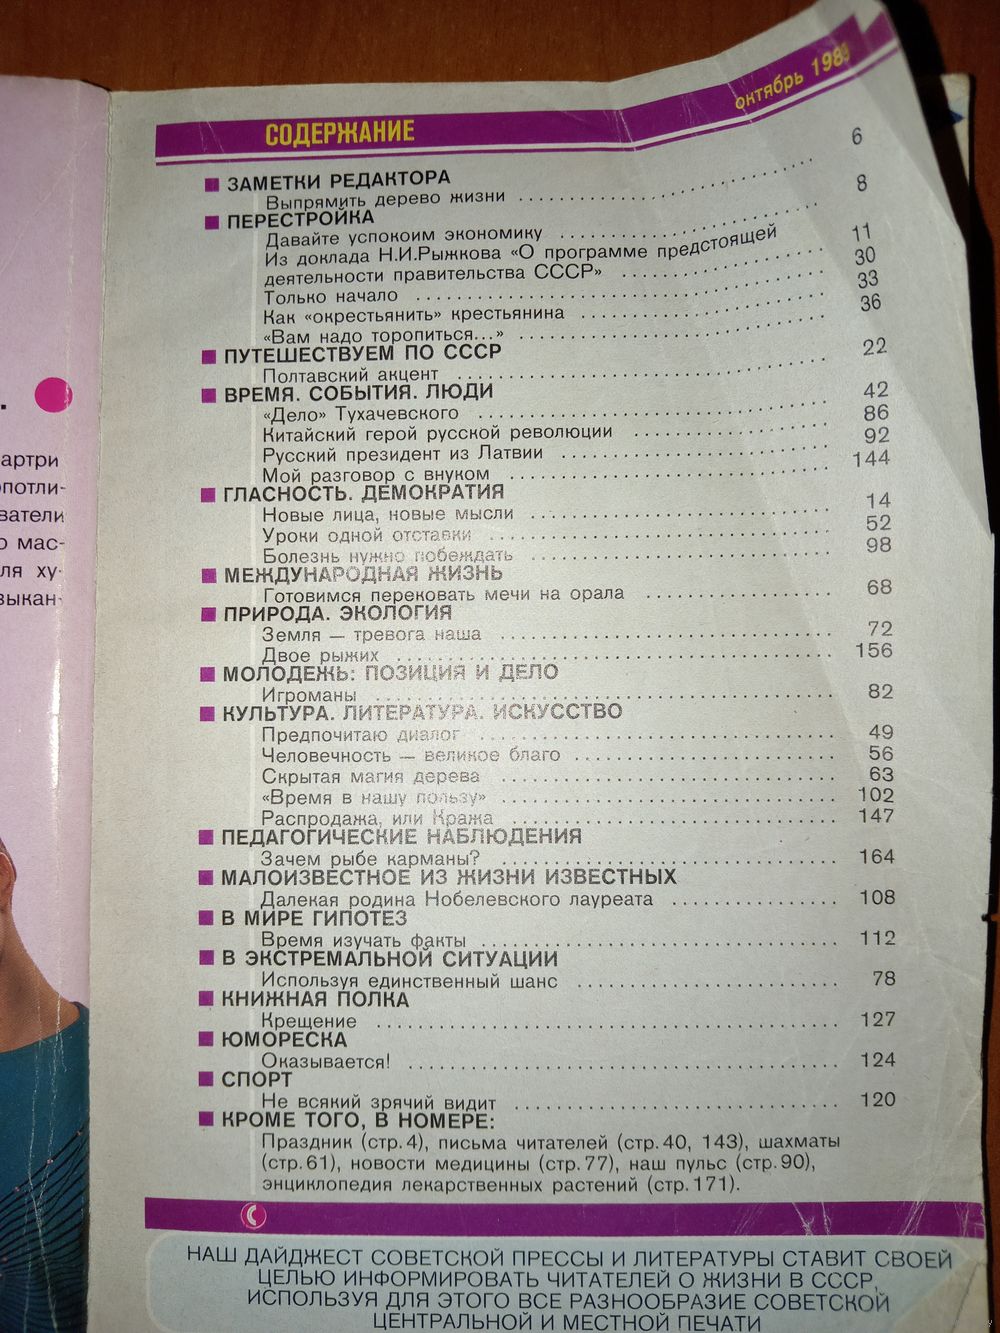 октябрь 1989
СОДЕРЖАНИЕ
ЗАМЕТКИ РЕДАКТОРА
Выпрямить дерево жизни 6
ПЕРЕСТРОЙКА
Давайте успокоим экономику 8
Из доклада Н.И.Рыжкова «О программе предстоящей
деятельности правительства СССР» 11
Только начало 30
Как «окрестьянить» крестьянина 33
«Вам надо торопиться...» 36
ПУТЕШЕСТВУЕМ ПО СССР
Полтавский акцент 22
ВРЕМЯ. СОБЫТИЯ. ЛЮДИ
«Дело» Тухачевского 42
Китайский герой русской революции 86
Русский президент из Латвии 92
Мой разговор с внуком 144
ГЛАСНОСТЬ. ДЕМОКРАТИЯ
Новые лица, новые мысли 14
Уроки одной отставки 52
Болезнь нужно побеждать 98
МЕЖДУНАРОДНАЯ ЖИЗНЬ
Готовимся перековать мечи на орала 68
ПРИРОДА. ЭКОЛОГИЯ
Земля — тревога наша 72
Двое рыжих 156
МОЛОДЕЖЬ: ПОЗИЦИЯ И ДЕЛО
Игроманы 82
КУЛЬТУРА. ЛИТЕРАТУРА. ИСКУССТВО
Предпочитаю диалог 49
Человечность — великое благо 56
Скрытая магия дерева 63
«Время в нашу пользу» 102
Распродажа, или Кража 147
ПЕДАГОГИЧЕСКИЕ НАБЛЮДЕНИЯ
Зачем рыбе карманы? 164
МАЛОИЗВЕСТНОЕ ИЗ ЖИЗНИ ИЗВЕСТНЫХ
Далекая родина Нобелевского лауреата 108
В МИРЕ ГИПОТЕЗ
Время изучать факты 112
В ЭКСТРЕМАЛЬНОЙ СИТУАЦИИ
Используя единственный шанс 78
КНИЖНАЯ ПОЛКА
Крещение 127
ЮМОРЕСКА
Оказывается! 124
СПОРТ
Не всякий зрячий видит 120
КРОМЕ ТОГО, В НОМЕРЕ:
Праздник (стр.4), письма читателей (стр.40, 143), шахматы
(стр.61), новости медицины (стр.77), наш пульс (стр.90),
энциклопедия лекарственных растений (стр.171).
НАШ ДАЙДЖЕСТ СОВЕТСКОЙ ПРЕССЫ И ЛИТЕРАТУРЫ СТАВИТ СВОЕЙ
ЦЕЛЬЮ ИНФОРМИРОВАТЬ ЧИТАТЕЛЕЙ О ЖИЗНИ В СССР,
ИСПОЛЬЗУЯ ДЛЯ ЭТОГО ВСЕ РАЗНООБРАЗИЕ СОВЕТСКОЙ
ЦЕНТРАЛЬНОЙ И МЕСТНОЙ ПЕЧАТИ